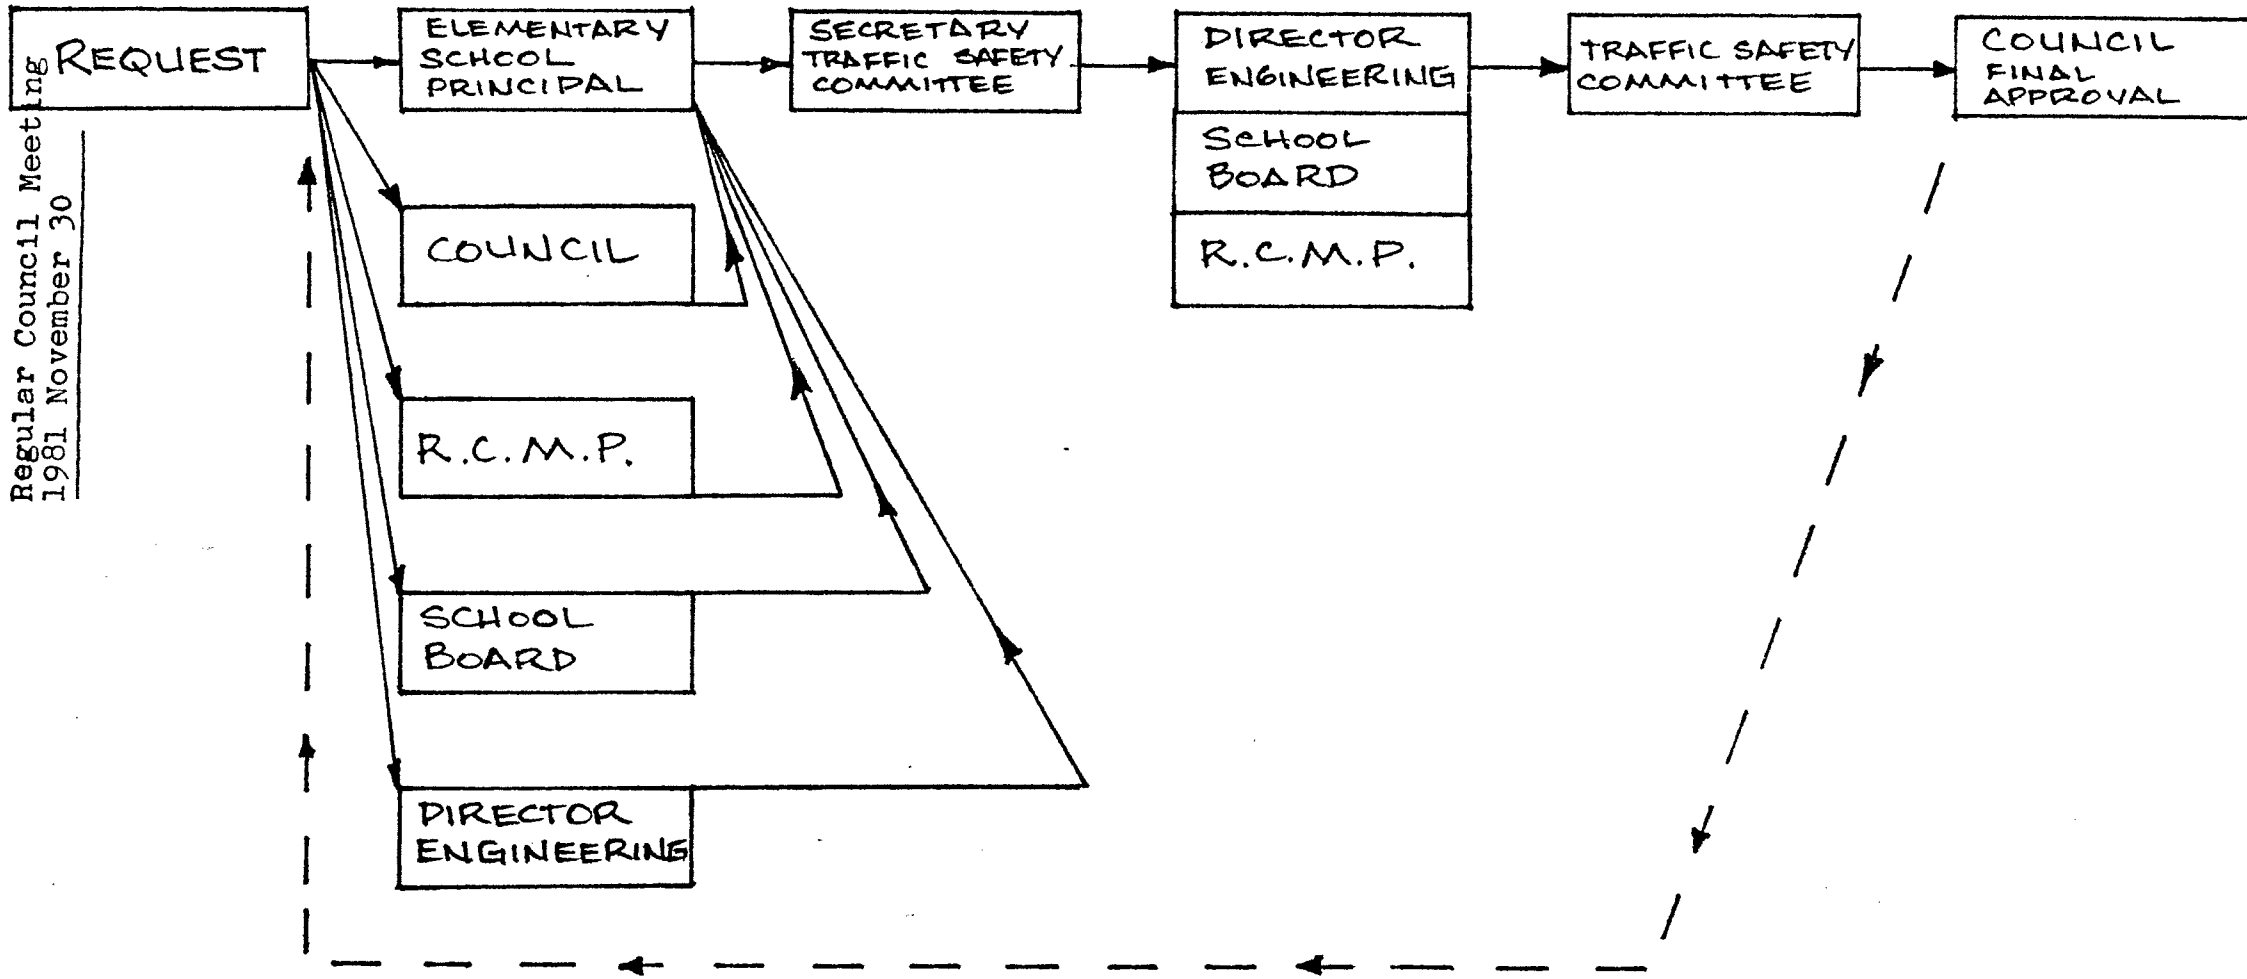 REQUEST
ELEMENTARY
SCHOOL
PRINCIPAL
SECRETARY
TRAFFIC SAFETY
COMMITTEE
DIRECTOR
ENGINEERING
SCHOOL
BOARD
R.C.M.P.
TRAFFIC SAFETY
COMMITTEE
COUNCIL
FINAL
APPROVAL
COUNCIL
R.C.M.P.
SCHOOL
BOARD
DIRECTOR
ENGINEERING
Regular Council Meeting
1981 November 30